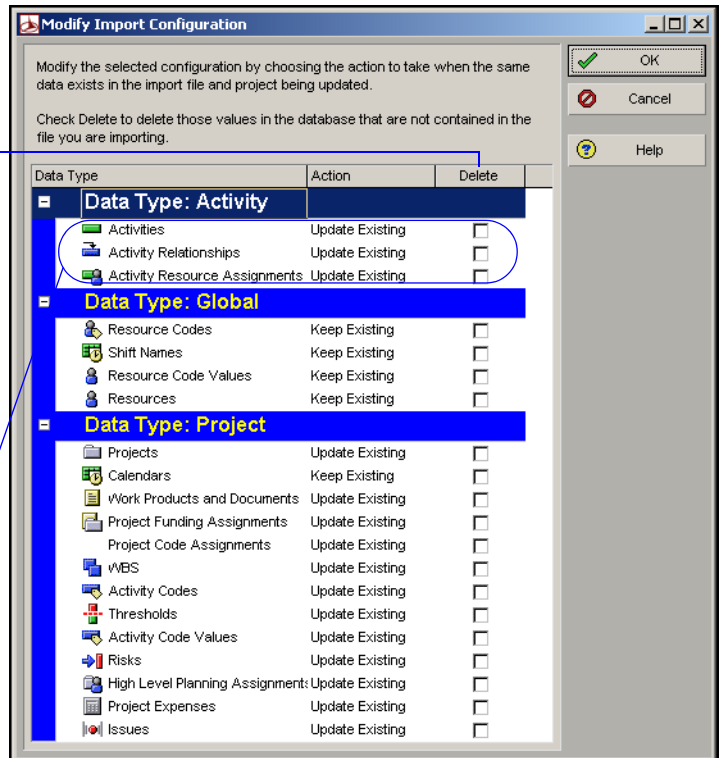 Modify Import Configuration
Modify the selected configuration by choosing the action to take when the same
data exists in the import file and project being updated.
Check Delete to delete those values in the database that are not contained in the
file you are importing.
OK
Cancel
Help
Data Type Action Delete
Data Type: Activity
Activities Update Existing
Activity Relationships Update Existing
Activity Resource Assignments Update Existing
Data Type: Global
Resource Codes Keep Existing
Shift Names Keep Existing
Resource Code Values Keep Existing
Resources Keep Existing
Data Type: Project
Projects Update Existing
Calendars Keep Existing
Work Products and Documents Update Existing
Project Funding Assignments Update Existing
Project Code Assignments Update Existing
WBS Update Existing
Activity Codes Update Existing
Thresholds Update Existing
Activity Code Values Update Existing
Risks Update Existing
High Level Planning Assignments Update Existing
Project Expenses Update Existing
Issues Update Existing